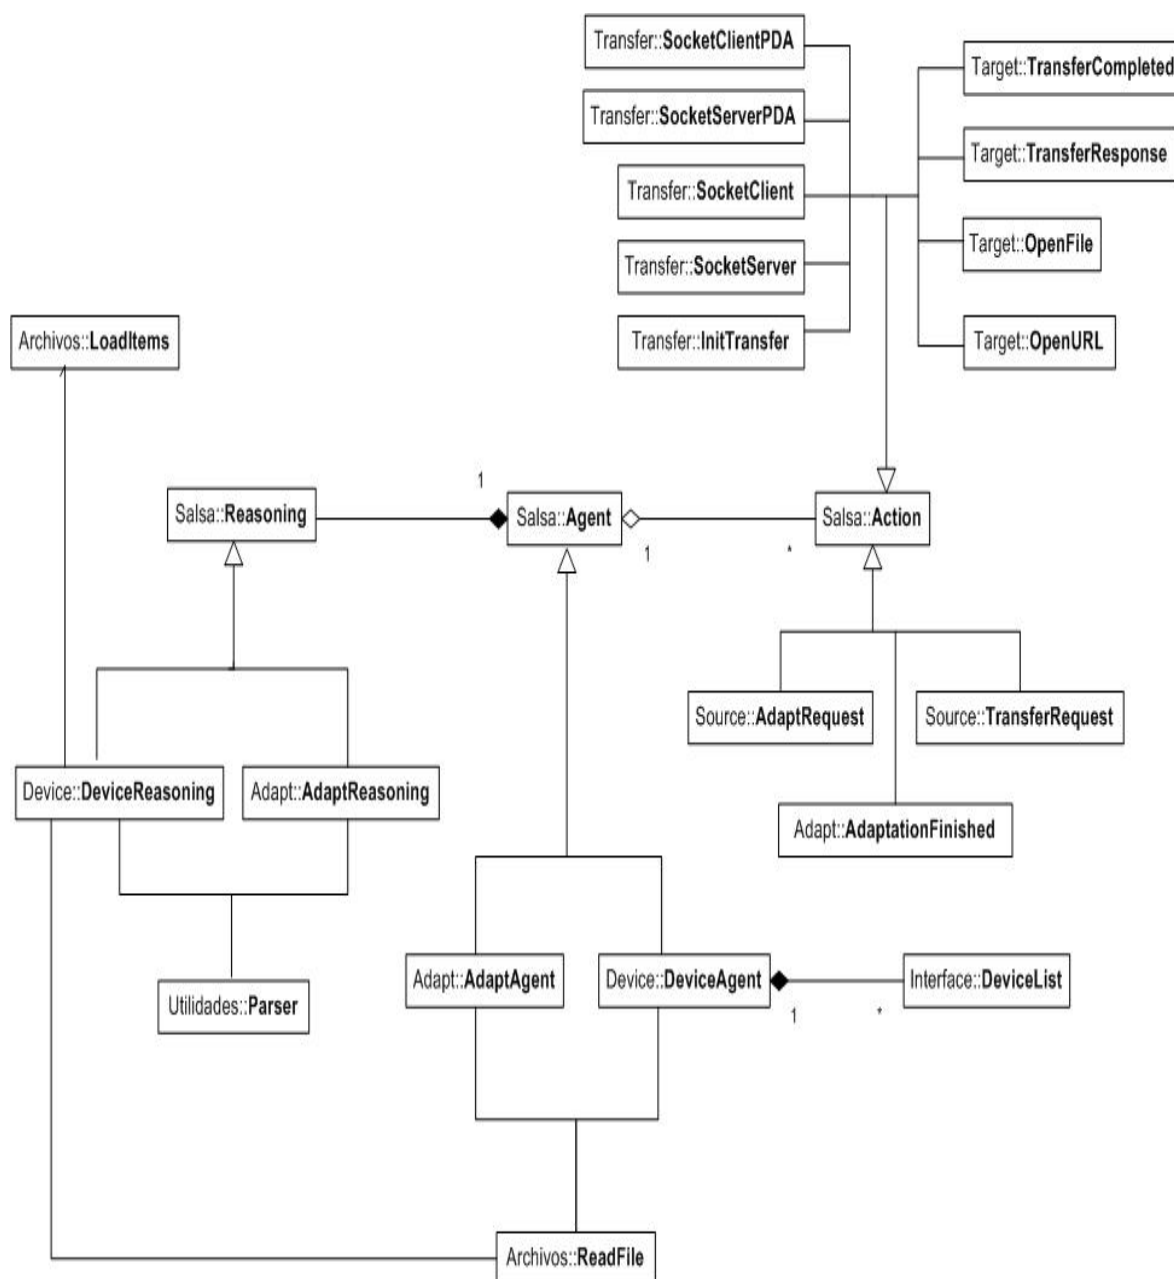 Transfer::SocketClientPDA
Target::TransferCompleted
Transfer::SocketServerPDA
Target::TransferResponse
Transfer::SocketClient
Target::OpenFile
Transfer::SocketServer
Archivos::LoadItems
Transfer::InitTransfer
Target::OpenURL
1
Salsa::Reasoning
Salsa::Agent
Salsa::Action
1
*
Source::AdaptRequest
Source::TransferRequest
Device::DeviceReasoning
Adapt::AdaptReasoning
Adapt::AdaptationFinished
Adapt::AdaptAgent
Device::DeviceAgent
Interface::DeviceList
Utilidades::Parser
1
*
Archivos::ReadFile